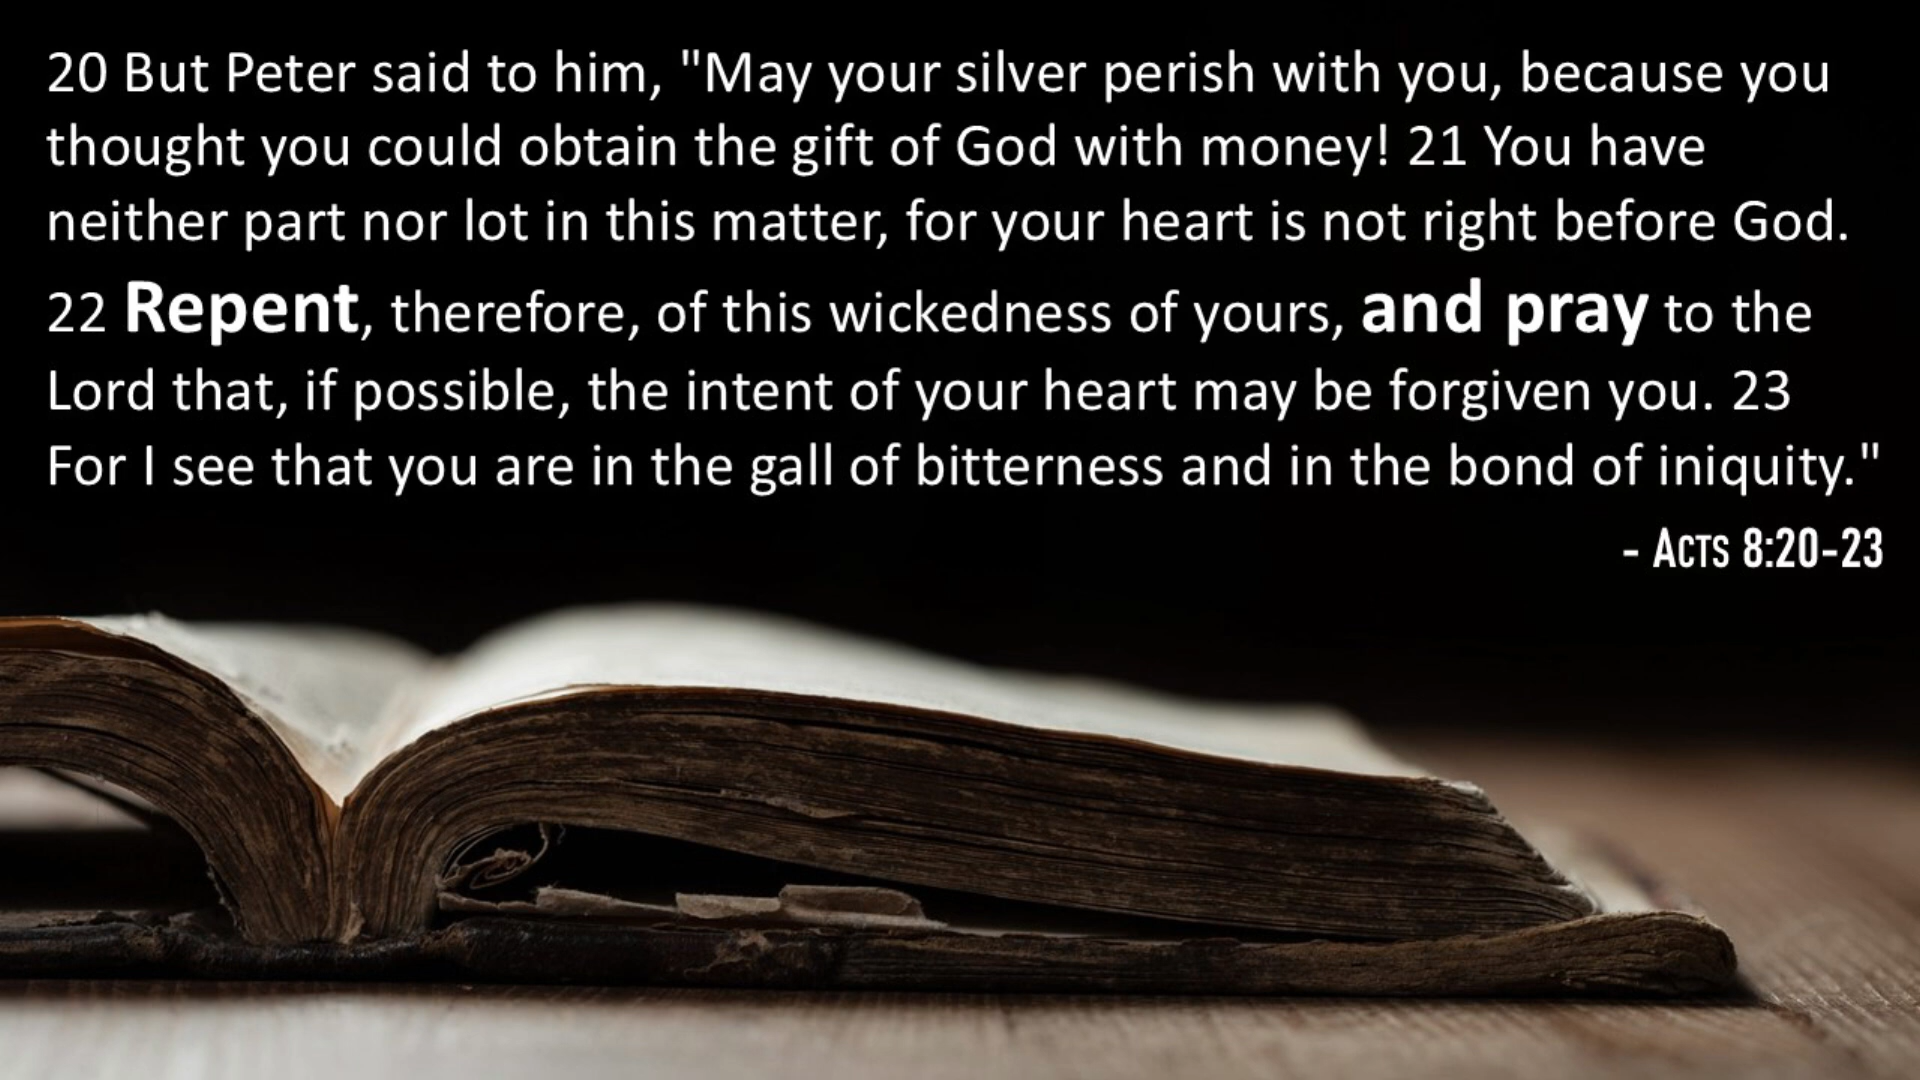 20 But Peter said to him, "May your silver perish with you, because you
thought you could obtain the gift of God with money! 21 You have
neither part nor lot in this matter, for your heart is not right before God.
22 Repent, therefore, of this wickedness of yours, and pray to the
Lord that, if possible, the intent of your heart may be forgiven you. 23
For I see that you are in the gall of bitterness and in the bond of iniquity."
- Acts 8:20-23